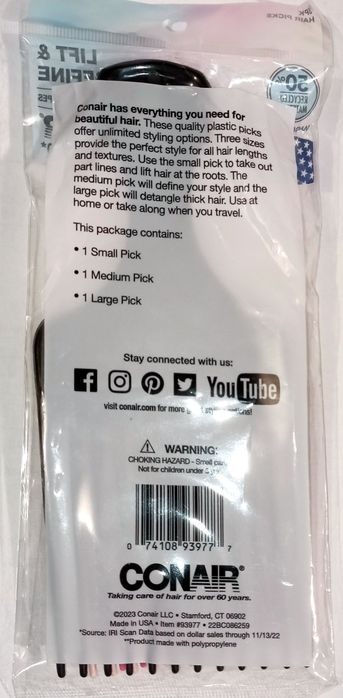 3PK
HAIR PICKS
LIFT &
50%
RECYCLED
Conair has everything you need for
beautiful hair. These quality plastic picks
offer unlimited styling options. Three sizes
provide the perfect style for all hair lengths
and textures. Use the small pick to take out
part lines and lift hair at the roots. The
medium pick will define your style and the
large pick will detangle thick hair. Use at
home or take along when you travel.
This package contains:
• 1 Small Pick
• 1 Medium Pick
• 1 Large Pick
Stay connected with us:
YouTube
visit conair.com for more
WARNING:
CHOKING HAZARD - Small
Not for children under
0 74108 93977 7
CONAIR®
Taking care of hair for over 60 years.
©2023 Conair LLC • Stamford, CT 06902
Made in USA • Item #93977 • 22BC086259
*Source: IRI Scan Data based on dollar sales through 11/13/22
**Product made with polypropylene